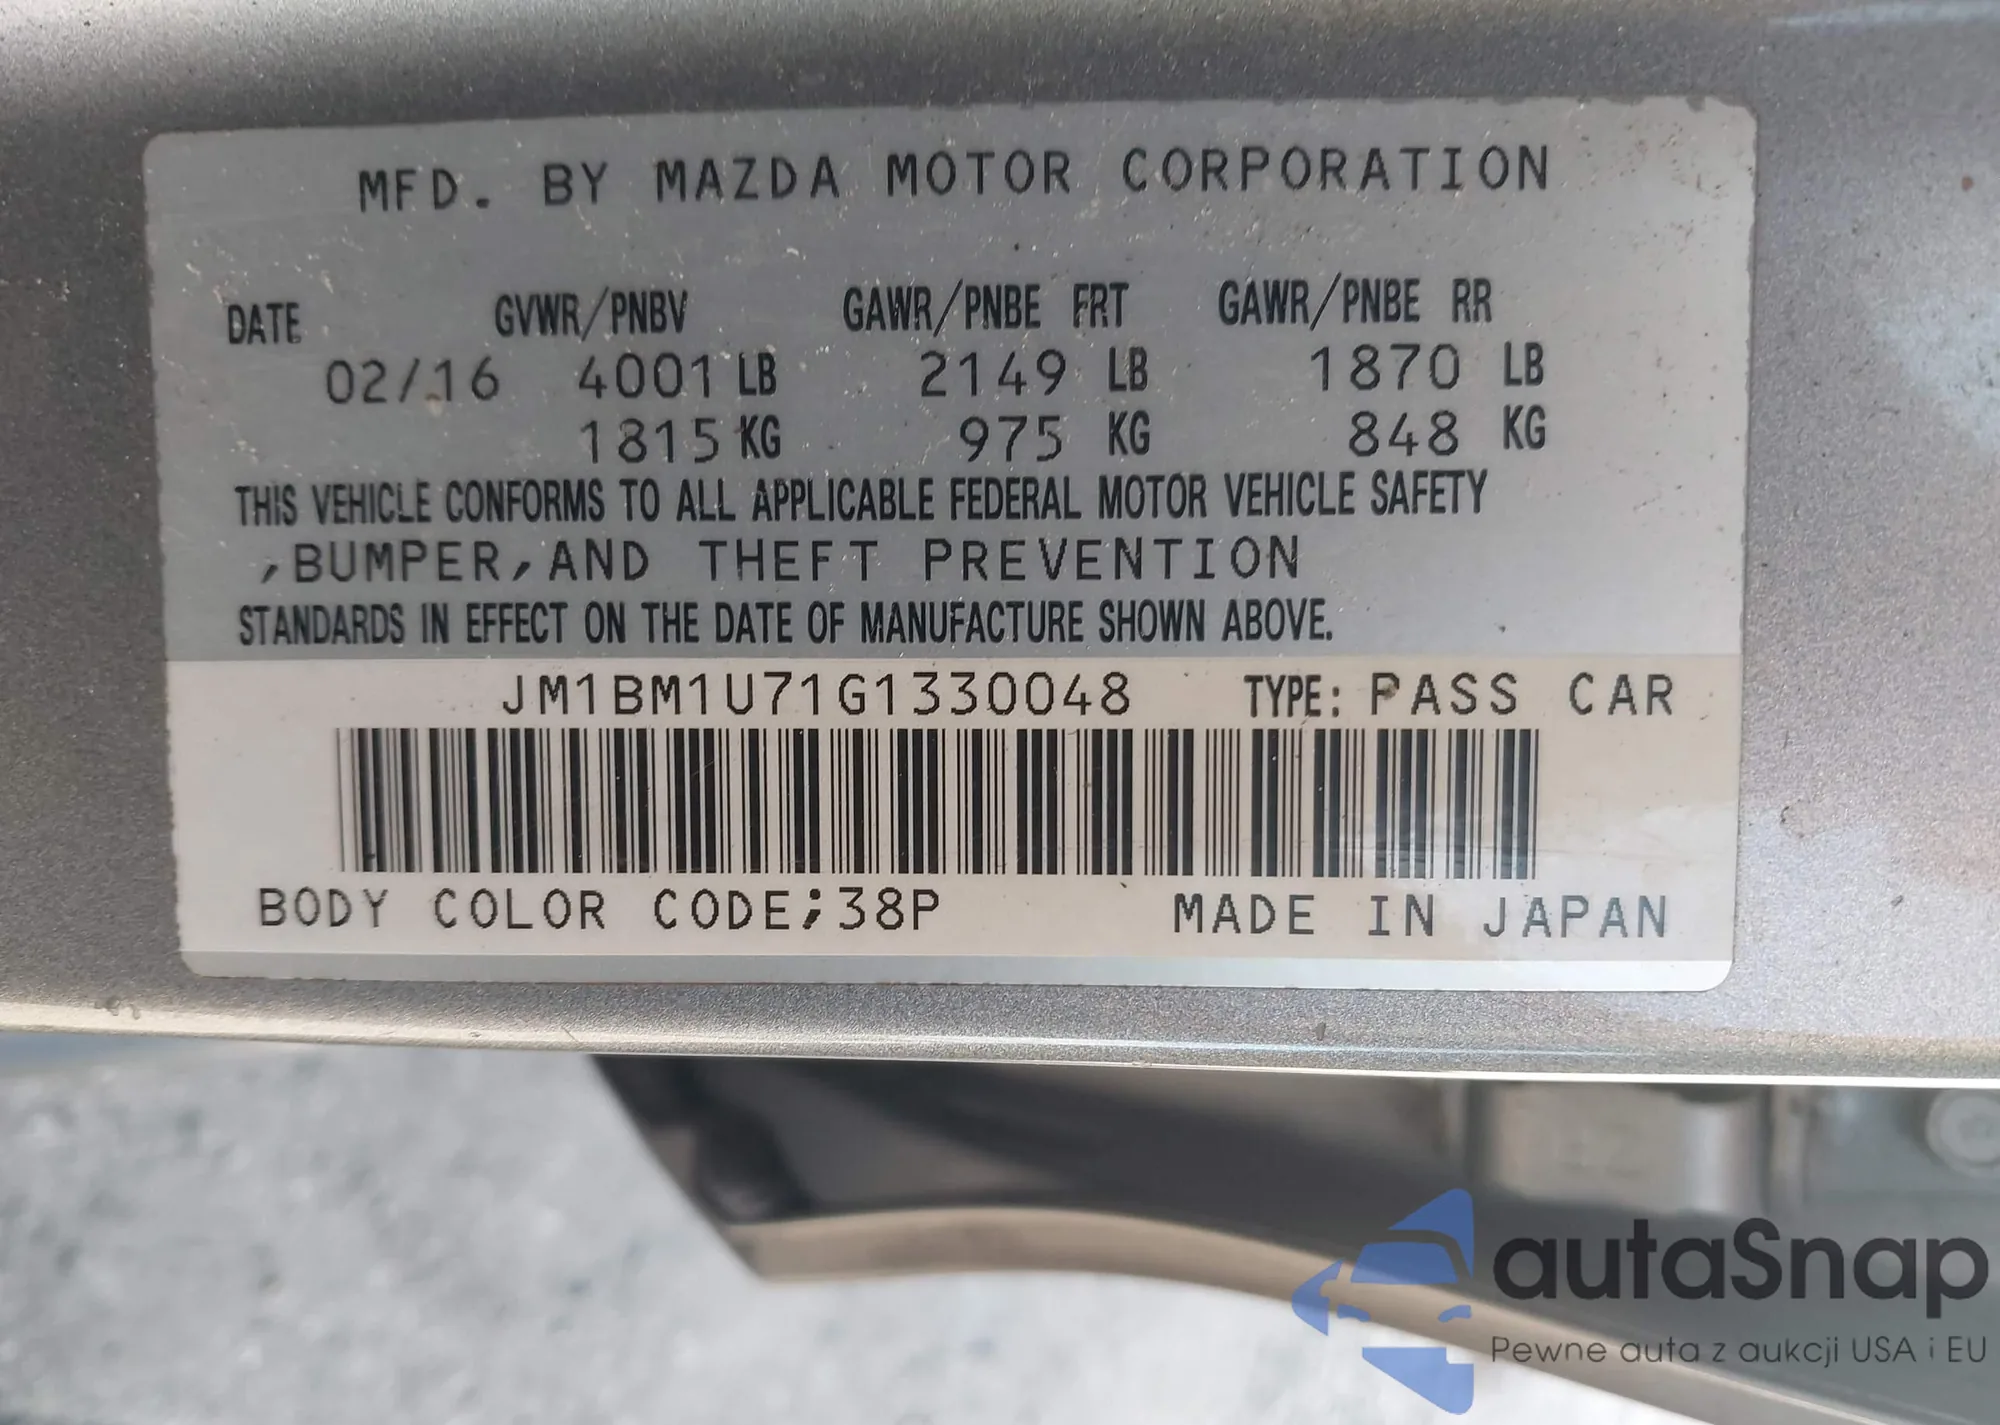 MFD. BY MAZDA MOTOR CORPORATION
DATE GVWR/PNBV GAWR/PNBE FRT GAWR/PNBE RR
02/16 4001 LB 2149 LB 1870 LB
1815 KG 975 KG 848 KG
THIS VEHICLE CONFORMS TO ALL APPLICABLE FEDERAL MOTOR VEHICLE SAFETY
,BUMPER,AND THEFT PREVENTION
STANDARDS IN EFFECT ON THE DATE OF MANUFACTURE SHOWN ABOVE.
JM1BM1U71G1330048 TYPE: PASS CAR
BODY COLOR CODE;38P MADE IN JAPAN
autaSnap
Pewne auta z aukcji USA i EU